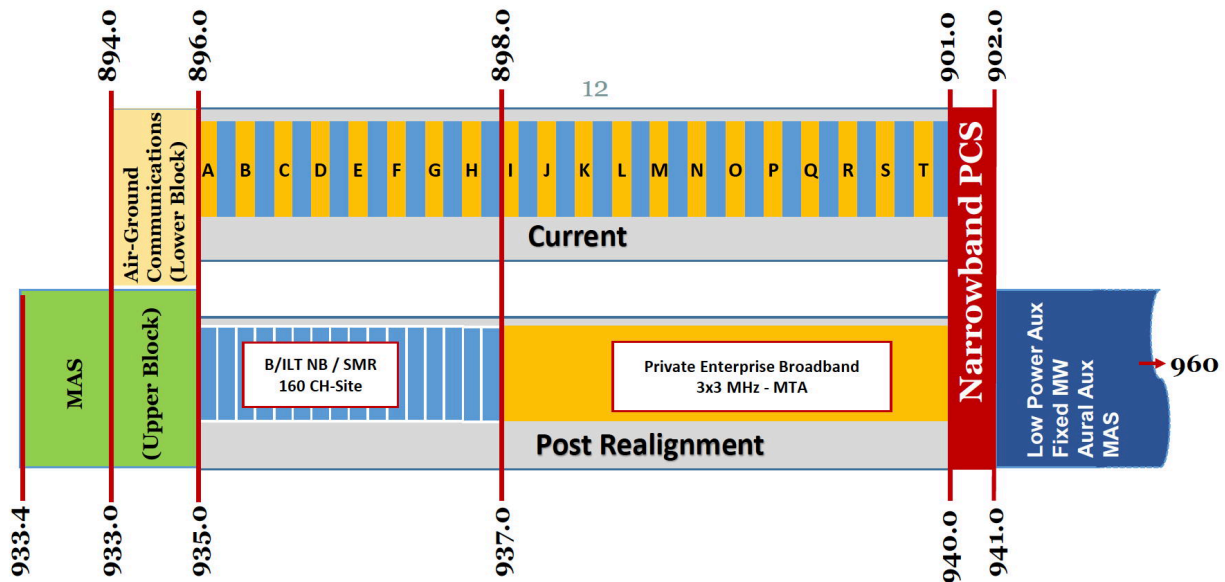 894.0
896.0
898.0
901.0
902.0
12
Air-Ground
Communications
(Lower Block)
A B C D E F G H I J K L M N O P Q R S T
Current
Narrowband PCS
MAS
(Upper Block)
B/ILT NB / SMR
160 CH-Site
Private Enterprise Broadband
3x3 MHz - MTA
Post Realignment
Low Power Aux
Fixed MW
Aural Aux
MAS
960
933.4
933.0
935.0
937.0
940.0
941.0